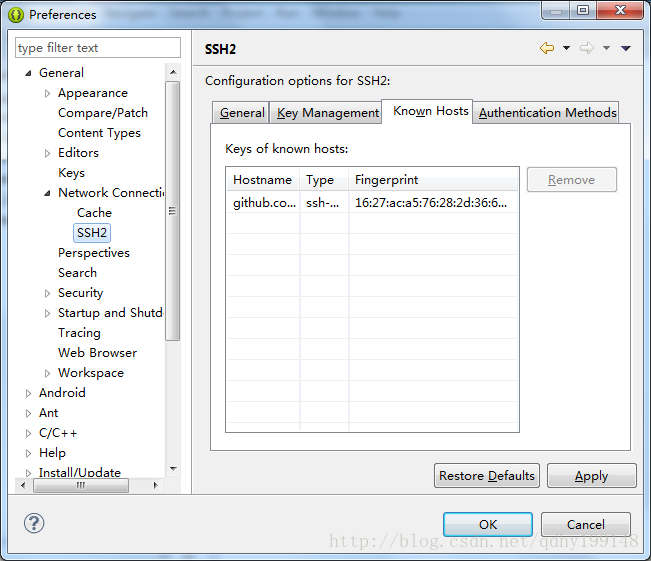 Preferences
type filter text
General
Appearance
Compare/Patch
Content Types
Editors
Keys
Network Connecti
Cache
SSH2
Perspectives
Search
Security
Startup and Shutd
Tracing
Web Browser
Workspace
Android
Ant
C/C++
Help
Install/Update
SSH2
Configuration options for SSH2:
General Key Management Known Hosts Authentication Methods
Keys of known hosts:
Hostname Type Fingerprint
github.co... ssh-... 16:27:ac:a5:76:28:2d:36:6...
Remove
Restore Defaults Apply
OK Cancel
http://blog.csdn.net/qdhy199148